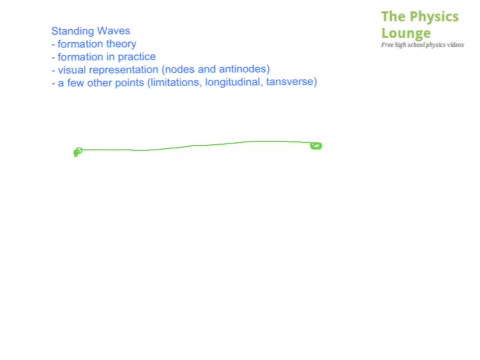 Standing Waves
- formation theory
- formation in practice
- visual representation (nodes and antinodes)
- a few other points (limitations, longitudinal, tansverse)
The Physics
Lounge
Free high school physics videos